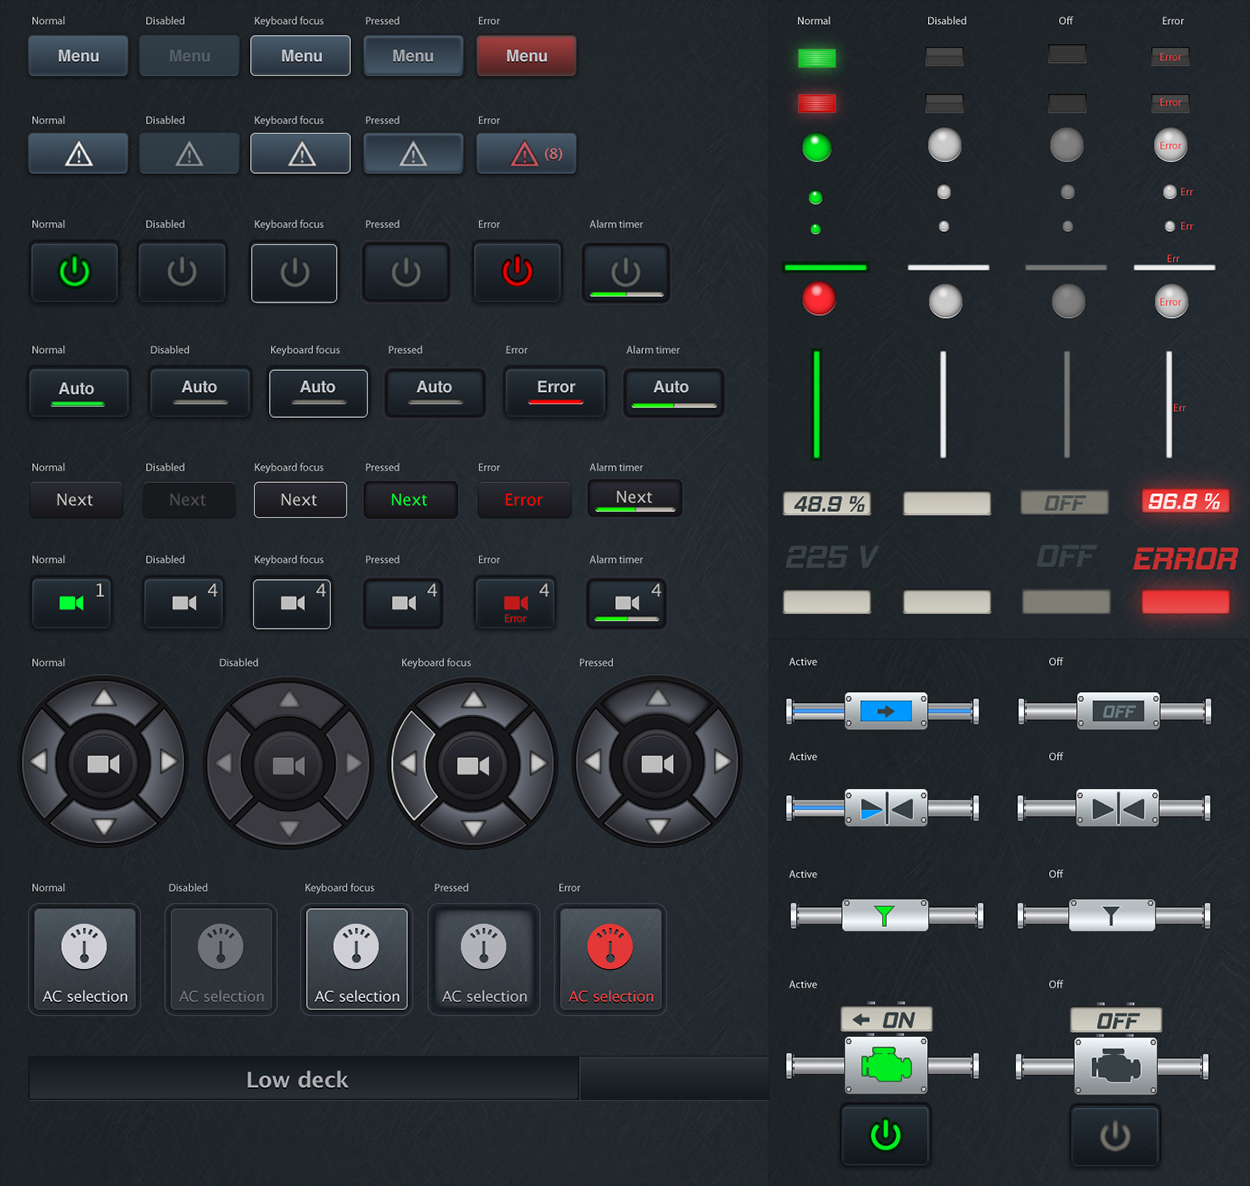 Normal Disabled Keyboard focus Pressed Error
Menu Menu Menu Menu Menu
Normal Disabled Keyboard focus Pressed Error
(8)
Normal Disabled Keyboard focus Pressed Error Alarm timer
Normal Disabled Keyboard focus Pressed Error Alarm timer
Auto Auto Auto Auto Error Auto
Normal Disabled Keyboard focus Pressed Error Alarm timer
Next Next Next Next Error Next
Normal Disabled Keyboard focus Pressed Error Alarm timer
1 4 4 4 4 4
Error
Normal Disabled Keyboard focus Pressed
Normal Disabled Keyboard focus Pressed Error
AC selection AC selection AC selection AC selection AC selection
Low deck
Normal Disabled Off Error
Error
Error
Error
Err
Err
Err
Error
Err
48.9 % OFF 96.8 %
225 V OFF ERROR
Active Off
OFF
Active Off
Active Off
Active Off
ON OFF